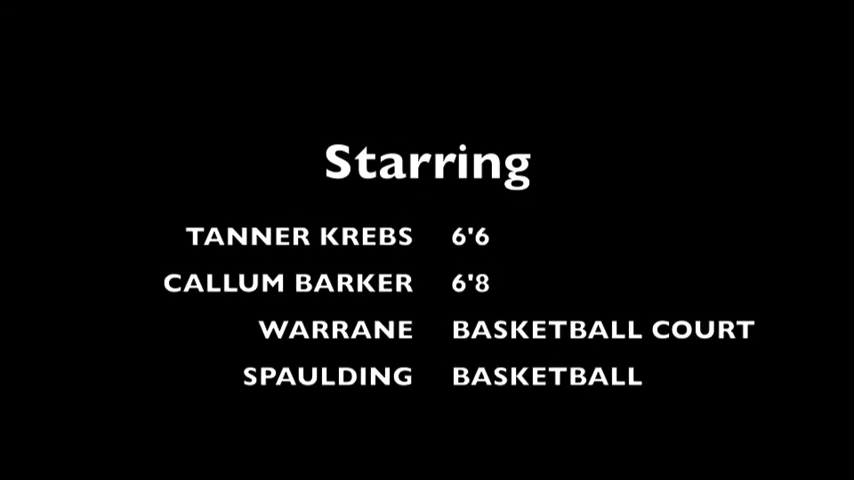 Starring
TANNER KREBS 6'6
CALLUM BARKER 6'8
WARRANE BASKETBALL COURT
SPAULDING BASKETBALL